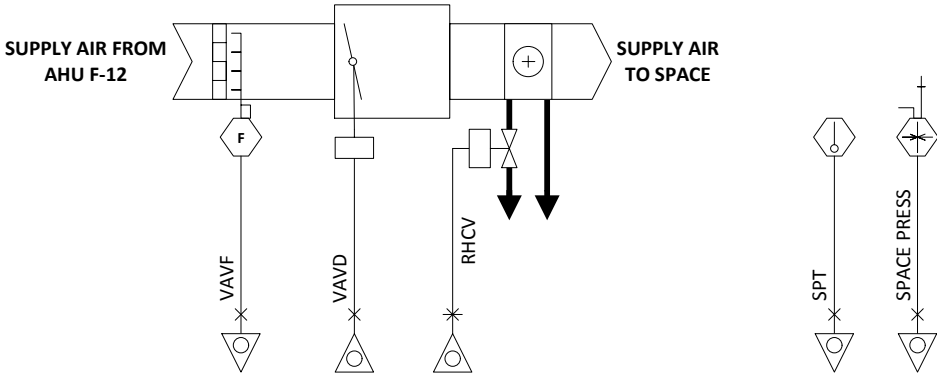 SUPPLY AIR FROM
AHU F-12
SUPPLY AIR
TO SPACE
F
VAVF
VAVD
RHCV
SPT
SPACE PRESS